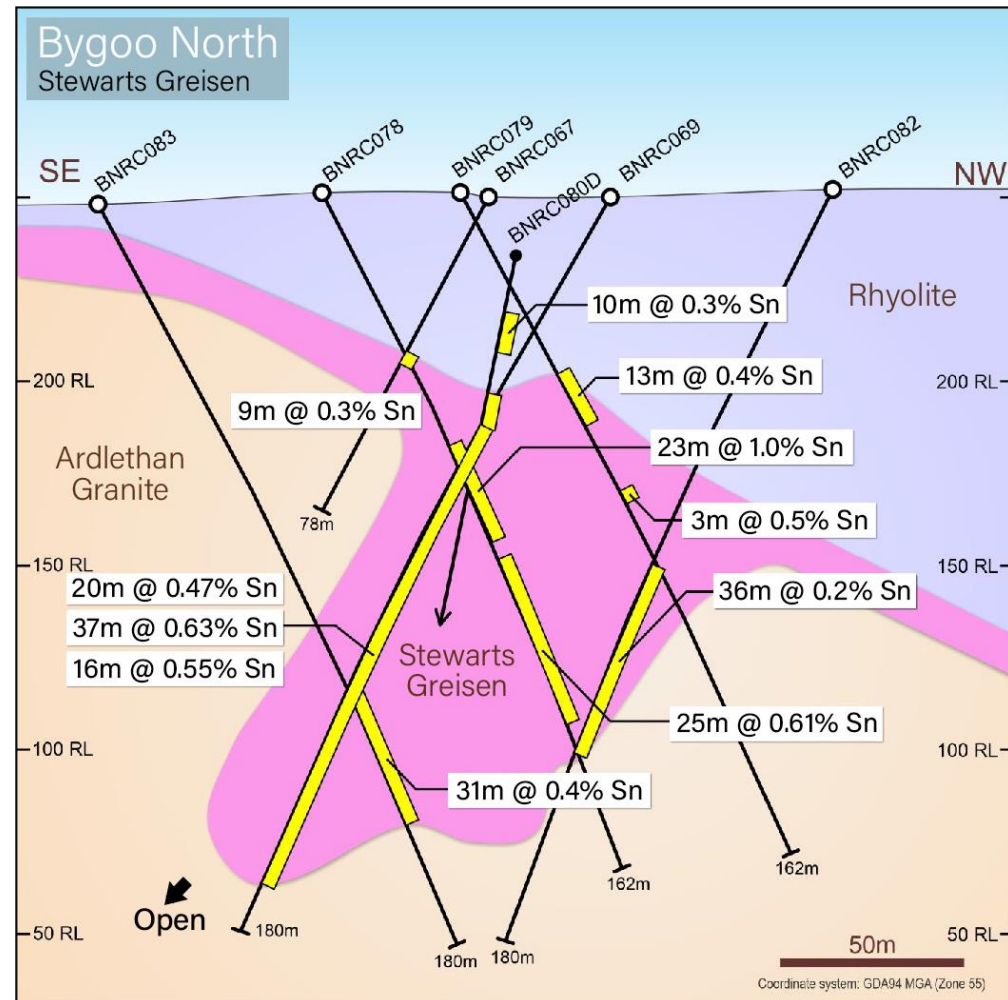 Bygoo North
Stewarts Greisen
SE
BNRC083
BNRC078
BNRC079
BNRC067
BNRC080D
BNRC069
BNRC082
NW
10m @ 0.3% Sn
Rhyolite
200 RL
200 RL
13m @ 0.4% Sn
9m @ 0.3% Sn
23m @ 1.0% Sn
Ardlethan
Granite
78m
3m @ 0.5% Sn
150 RL
150 RL
20m @ 0.47% Sn
37m @ 0.63% Sn
16m @ 0.55% Sn
36m @ 0.2% Sn
Stewarts
Greisen
25m @ 0.61% Sn
100 RL
100 RL
31m @ 0.4% Sn
162m
162m
Open
180m
180m
180m
50 RL
50 RL
50m
Coordinate system: GDA94 MGA (Zone 55)